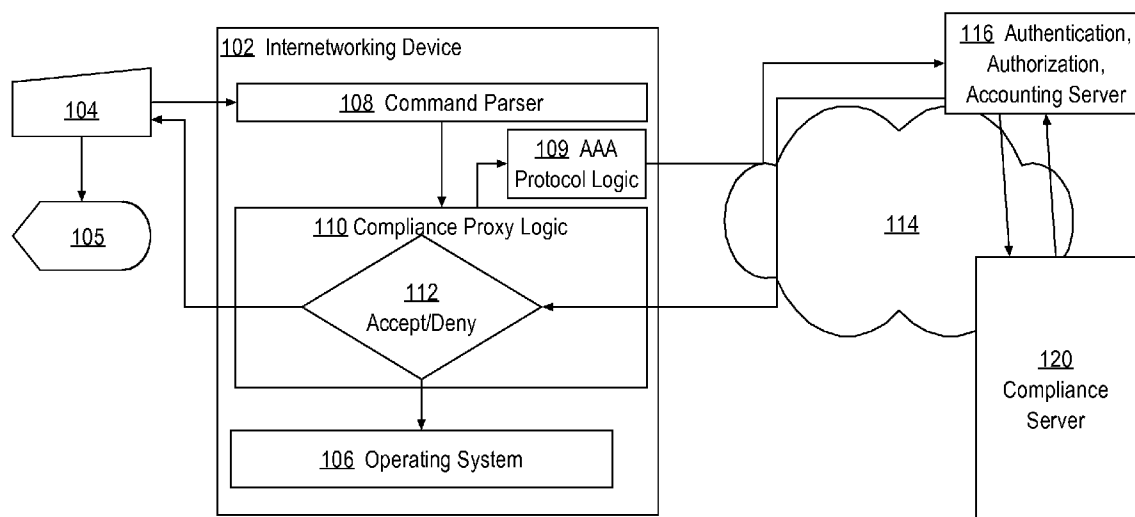 102 Internetworking Device
104
108 Command Parser
109 AAA
Protocol Logic
110 Compliance Proxy Logic
112
Accept/Deny
105
106 Operating System
114
116 Authentication,
Authorization,
Accounting Server
120
Compliance
Server